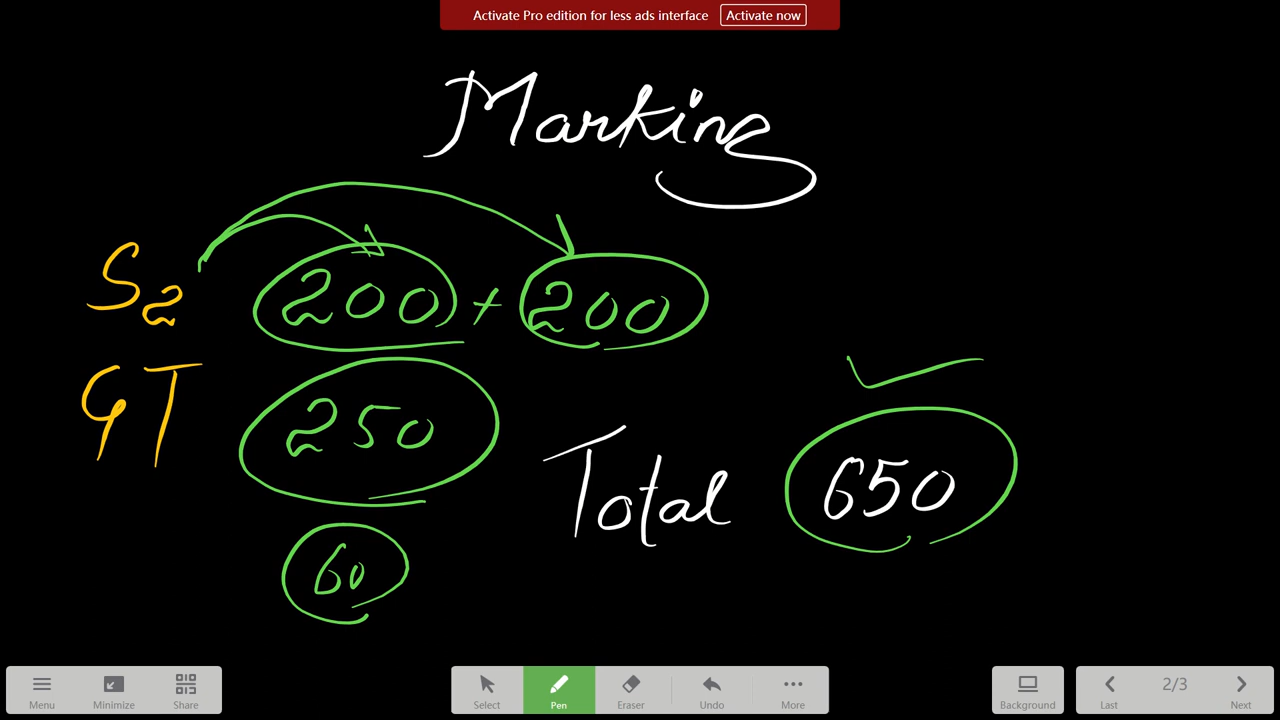 Activate Pro edition for less ads interface Activate now
Marking
S2 200 + 200
GT 250
Total 650
60
Menu Minimize Share Select Pen Eraser Undo More Background Last 2/3 Next